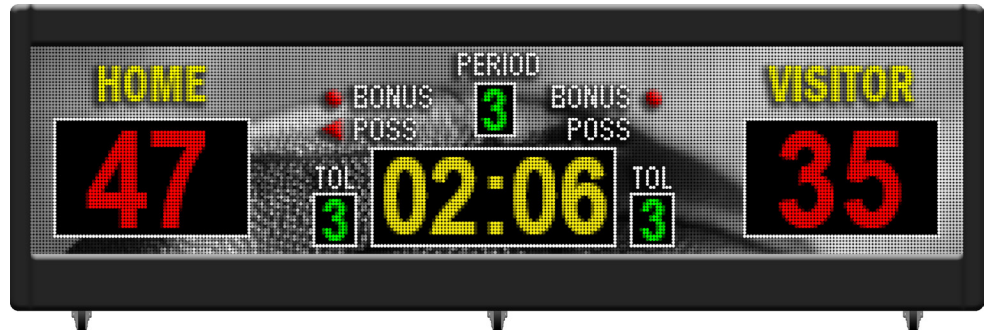 PERIOD
HOME BONUS 3 BONUS VISITOR
POSS POSS
47 TOL 02:06 TOL 35
3 3